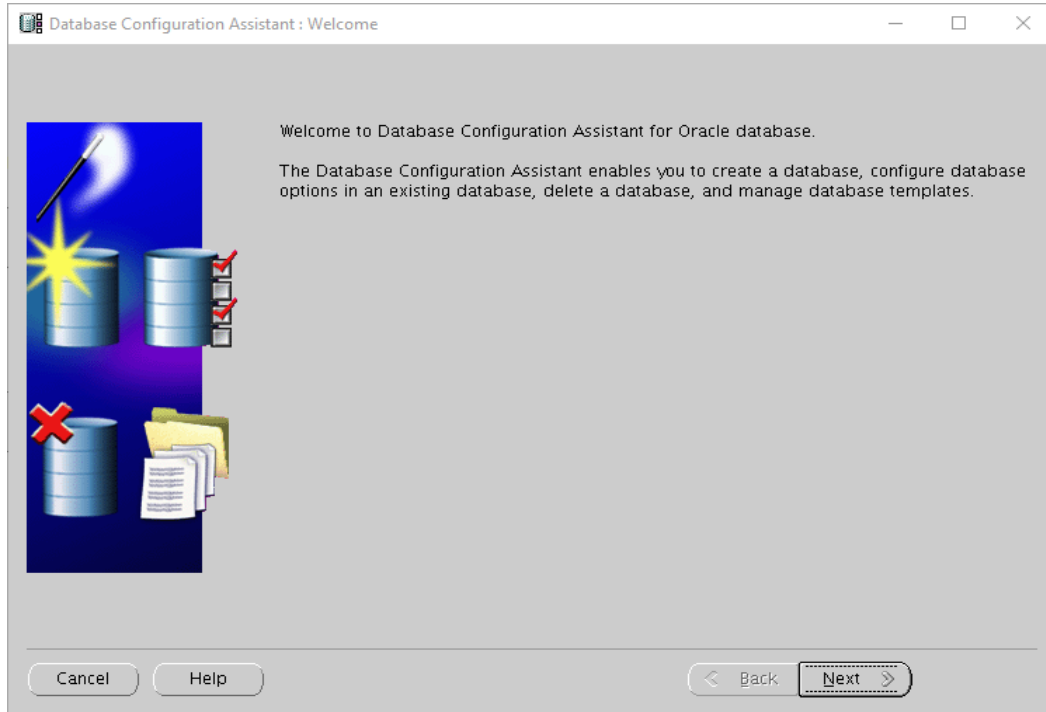 Database Configuration Assistant : Welcome
Welcome to Database Configuration Assistant for Oracle database.
The Database Configuration Assistant enables you to create a database, configure database
options in an existing database, delete a database, and manage database templates.
Cancel
Help
Back
Next